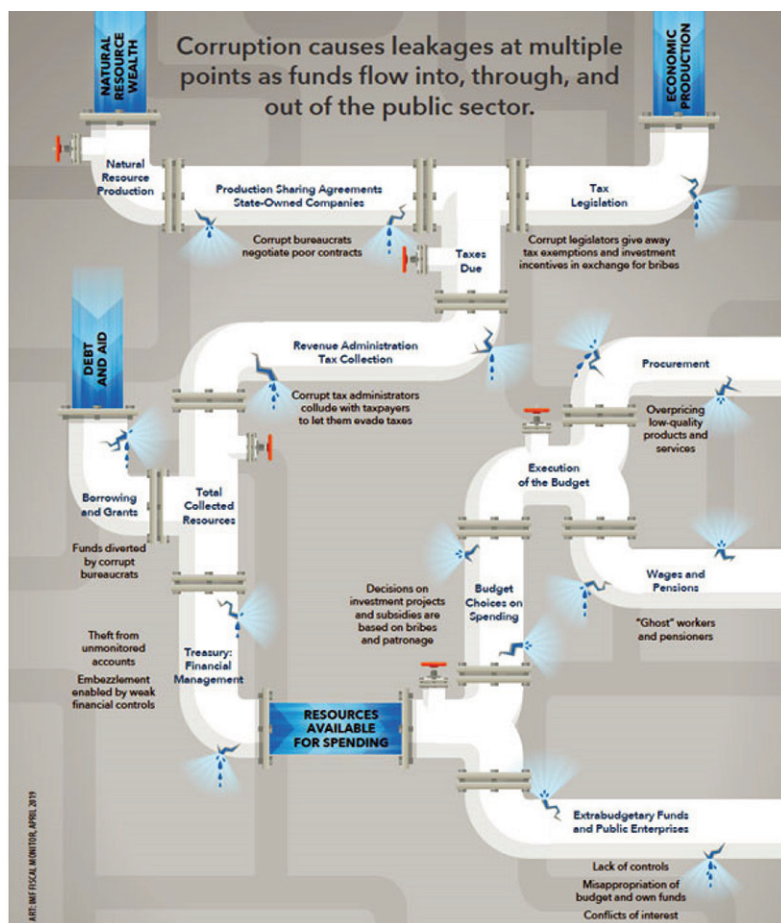 Corruption causes leakages at multiple
points as funds flow into, through, and
out of the public sector.
NATURAL
RESOURCE
WEALTH
ECONOMIC
PRODUCTION
Natural
Resource
Production
Production Sharing Agreements
State-Owned Companies
Tax
Legislation
Corrupt bureaucrats
negotiate poor contracts
Taxes
Due
Corrupt legislators give away
tax exemptions and investment
incentives in exchange for bribes
DEBT
AND AID
Revenue Administration
Tax Collection
Corrupt tax administrators
collude with taxpayers
to let them evade taxes
Procurement
Overpricing
low-quality
products and
services
Execution
of the Budget
Borrowing
and Grants
Total
Collected
Resources
Funds diverted
by corrupt
bureaucrats
Decisions on
investment projects
and subsidies are
based on bribes
and patronage
Budget
Choices on
Spending
Wages and
Pensions
"Ghost" workers
and pensioners
Theft from
unmonitored
accounts
Embezzlement
enabled by weak
financial controls
Treasury:
Financial
Management
RESOURCES
AVAILABLE
FOR SPENDING
Extrabudgetary Funds
and Public Enterprises
Lack of controls
Misappropriation of
budget and own funds
Conflicts of interest
ART: IMF FISCAL MONITOR, APRIL 2019